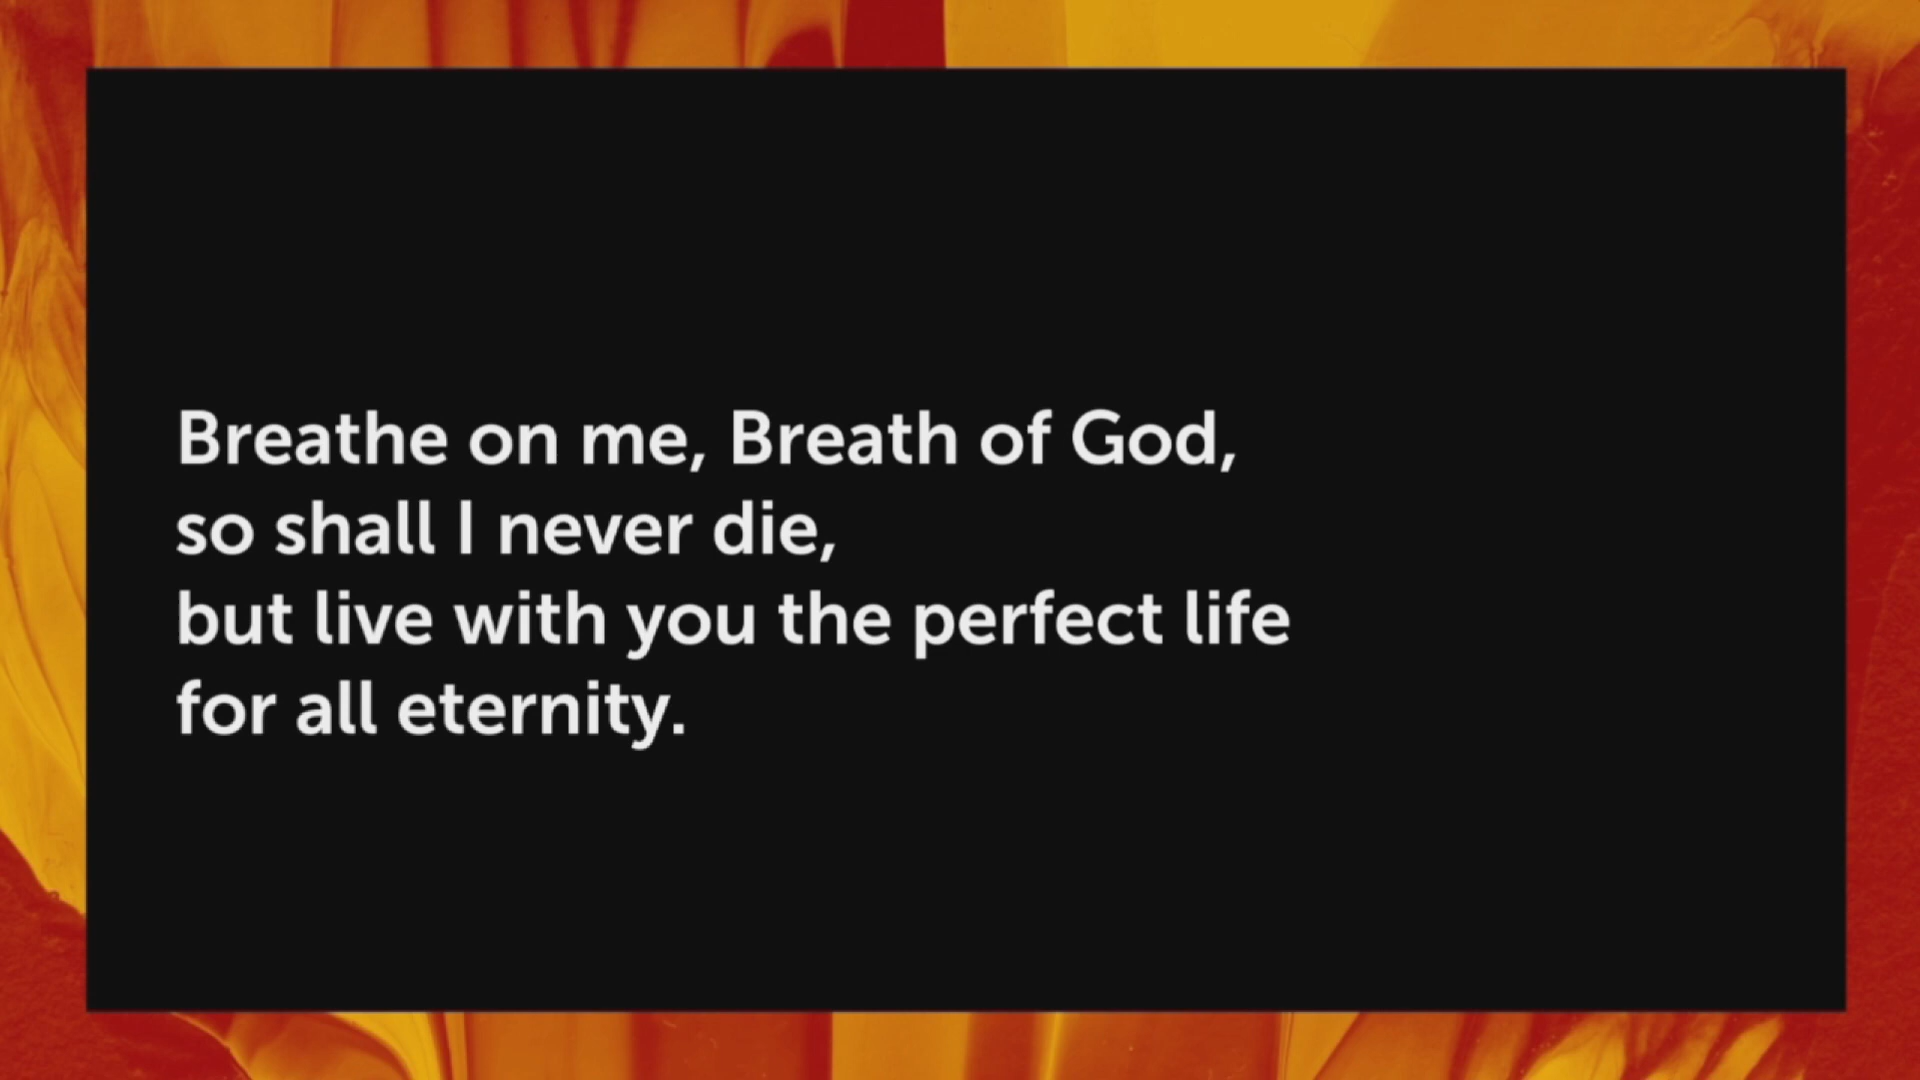 Breathe on me, Breath of God,
so shall I never die,
but live with you the perfect life
for all eternity.